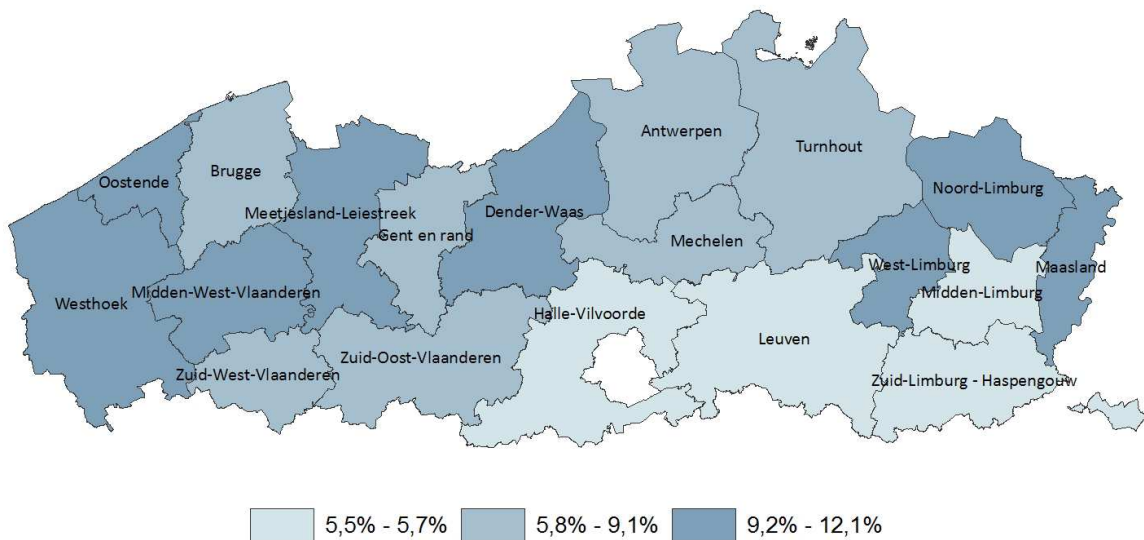 Antwerpen
Turnhout
Brugge
Oostende
Noord-Limburg
Meetjesland-Leiestreek
Dender-Waas
Gent en rand
Mechelen
West-Limburg
Maasland
Westhoek
Midden-West-Vlaanderen
Midden-Limburg
Halle-Vilvoorde
Leuven
Zuid-Oost-Vlaanderen
Zuid-West-Vlaanderen
Zuid-Limburg - Haspengouw
5,5% - 5,7%
5,8% - 9,1%
9,2% - 12,1%